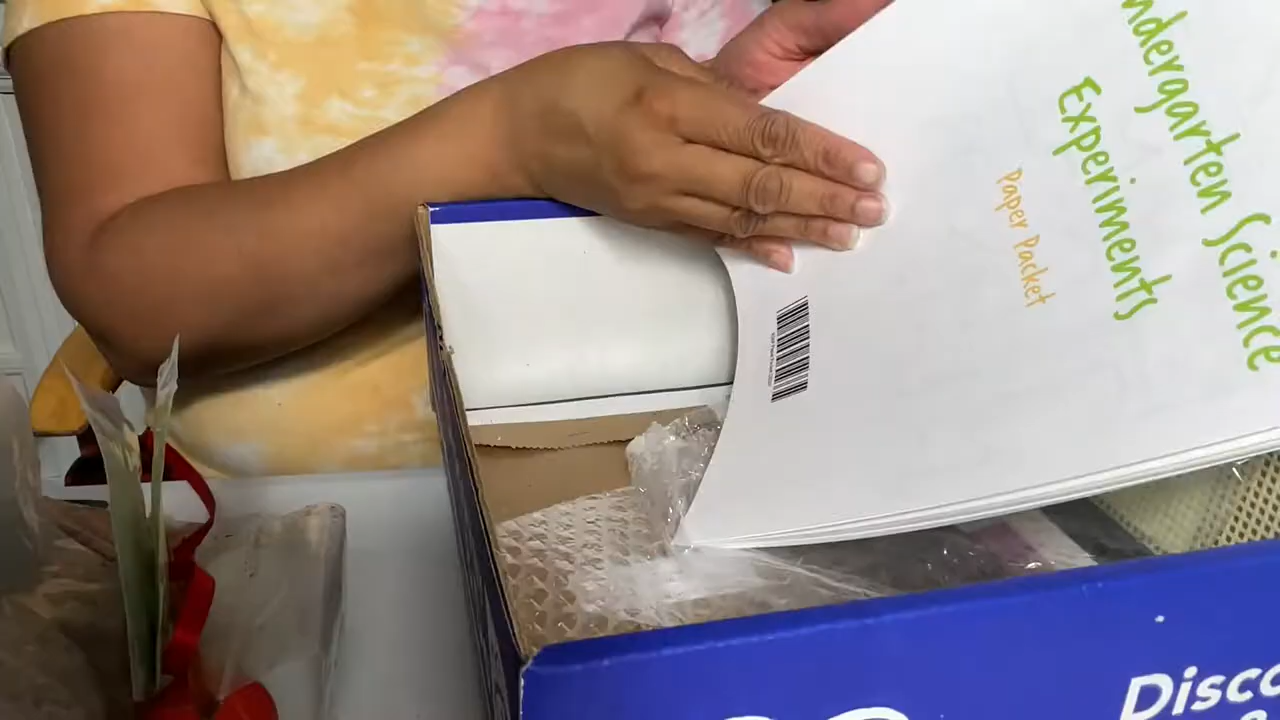 ndergarten Science
Experiments
Paper Packet
Disco